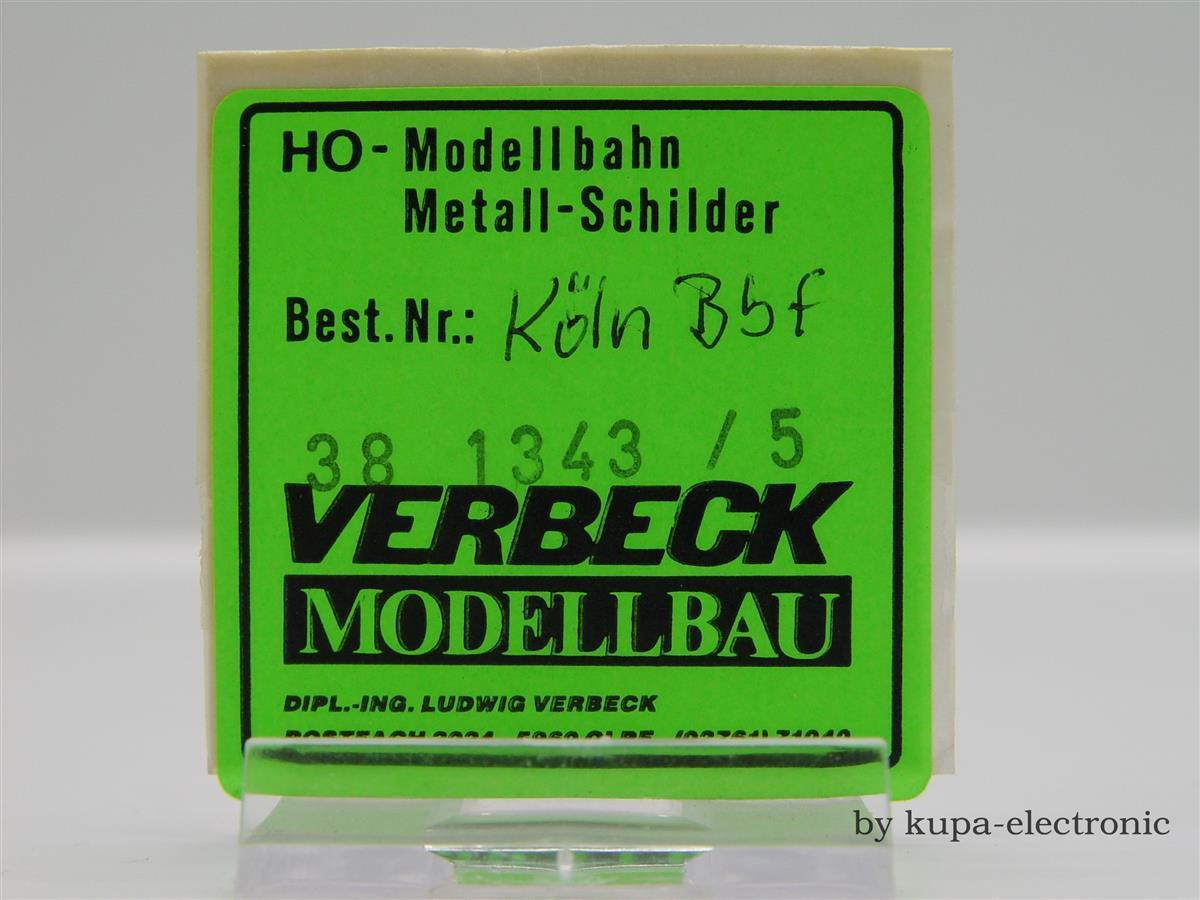 HO-Modellbahn
Metall-Schilder
Best.Nr.: Köln Bbf
38 1343 / 5
VERBECK
MODELLBAU
DIPL.-ING. LUDWIG VERBECK
by kupa-electronic